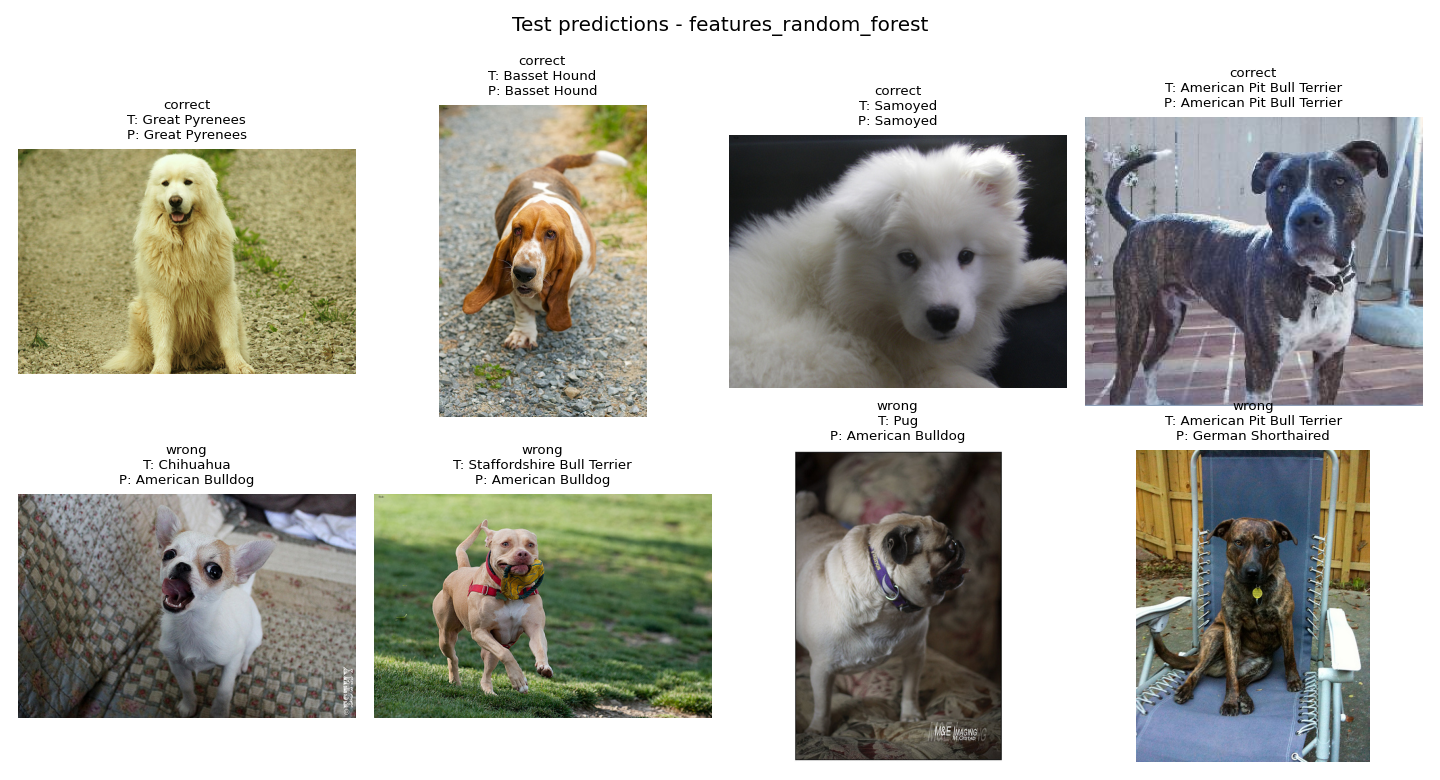 Test predictions - features_random_forest
correct
T: Great Pyrenees
P: Great Pyrenees
correct
T: Basset Hound
P: Basset Hound
correct
T: Samoyed
P: Samoyed
correct
T: American Pit Bull Terrier
P: American Pit Bull Terrier
wrong
T: Chihuahua
P: American Bulldog
wrong
T: Staffordshire Bull Terrier
P: American Bulldog
wrong
T: Pug
P: American Bulldog
M&E IMAGING
wrong
T: American Pit Bull Terrier
P: German Shorthaired